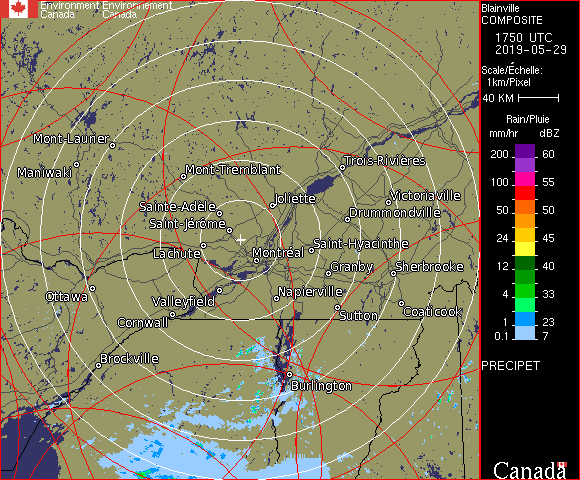 Environment Environnement
Canada Canada
Blainville
COMPOSITE
1750 UTC
2019-05-29
Scale/Échelle:
1km/Pixel
40 KM
Rain/Pluie
mm/hr dBZ
200 60
100 55
50 50
24 45
12 40
4 33
1 23
0.1 7
PRECIPET
Canada
Mont-Laurier
Maniwaki
Mont-Tremblant
Trois-Rivières
Joliette
Victoriaville
Sainte-Adèle
Drummondville
Saint-Jérôme
Saint-Hyacinthe
Lachute
Montréal
Granby
Sherbrooke
Ottawa
Valleyfield
Napierville
Coaticook
Cornwall
Sutton
Brockville
Burlington